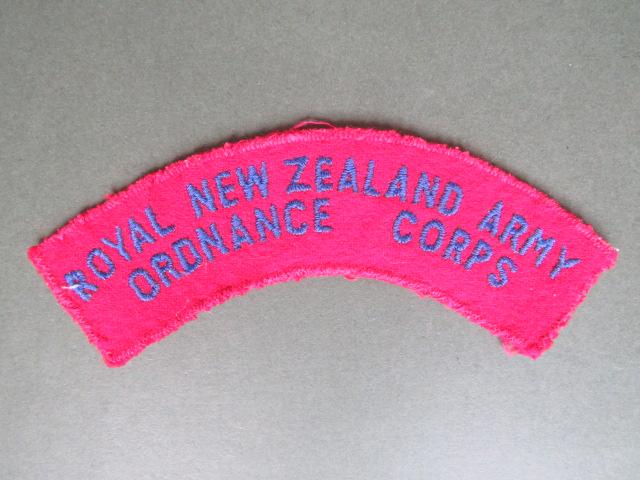 ROYAL NEW ZEALAND ARMY
ORDNANCE CORPS